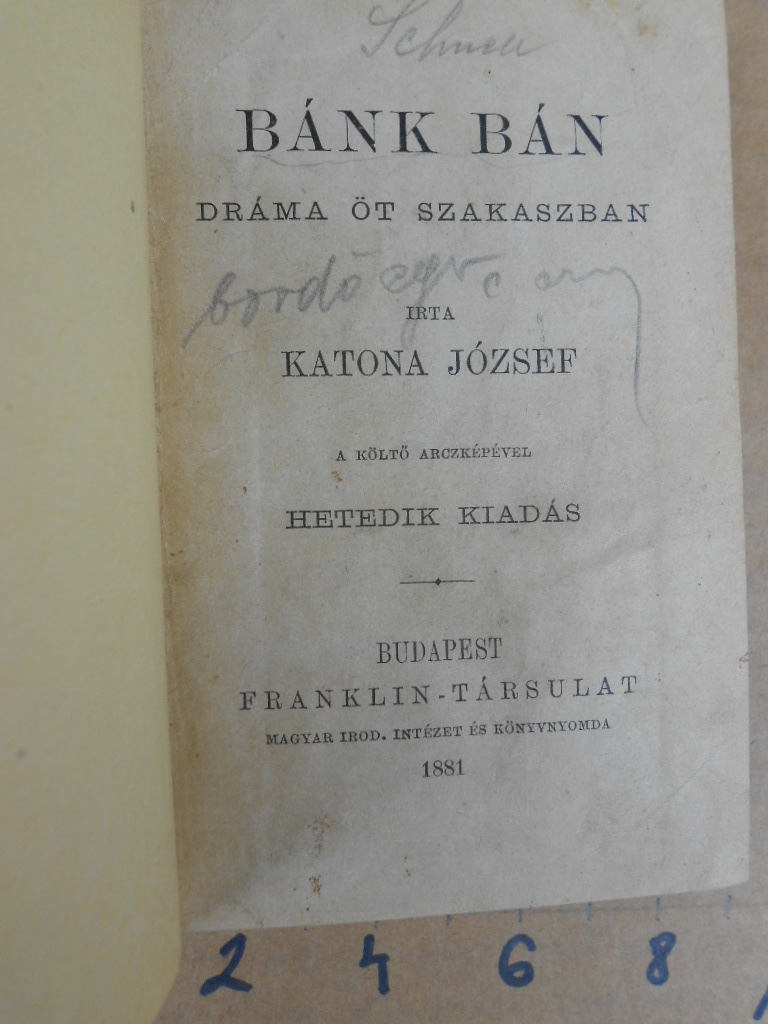 BÁNK BÁN
DRÁMA ÖT SZAKASZBAN
bordó
IRTA
KATONA JÓZSEF
A KÖLTŐ ARCZKÉPÉVEL
HETEDIK KIADÁS
BUDAPEST
FRANKLIN-TÁRSULAT
MAGYAR IROD. INTÉZET ÉS KÖNYVNYOMDA
1881
2 4 6 8